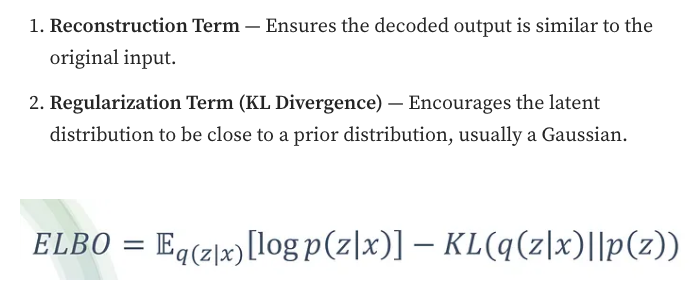 1. Reconstruction Term — Ensures the decoded output is similar to the
original input.
2. Regularization Term (KL Divergence) — Encourages the latent
distribution to be close to a prior distribution, usually a Gaussian.
ELBO = 𝔼q(z|x)[log p(z|x)] − KL(q(z|x)||p(z))